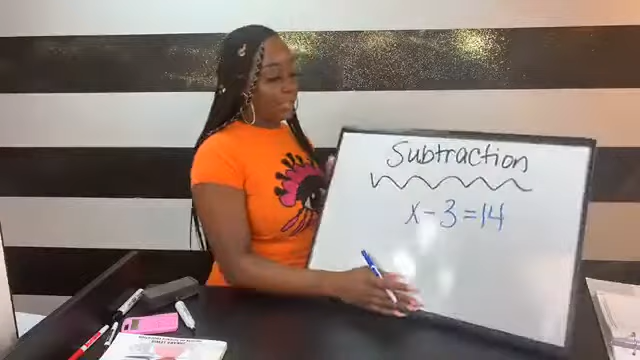 Subtraction
x - 3 = 14